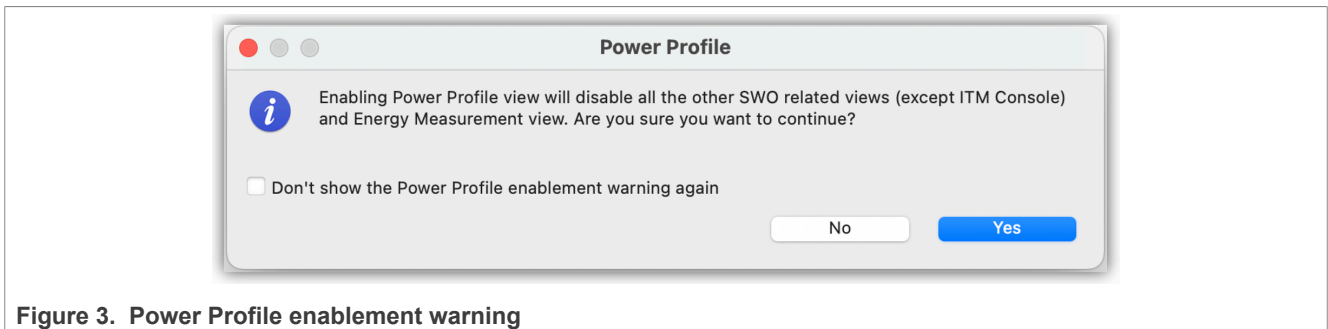 Power Profile
Enabling Power Profile view will disable all the other SWO related views (except ITM Console)
and Energy Measurement view. Are you sure you want to continue?
Don't show the Power Profile enablement warning again
No
Yes
Figure 3. Power Profile enablement warning